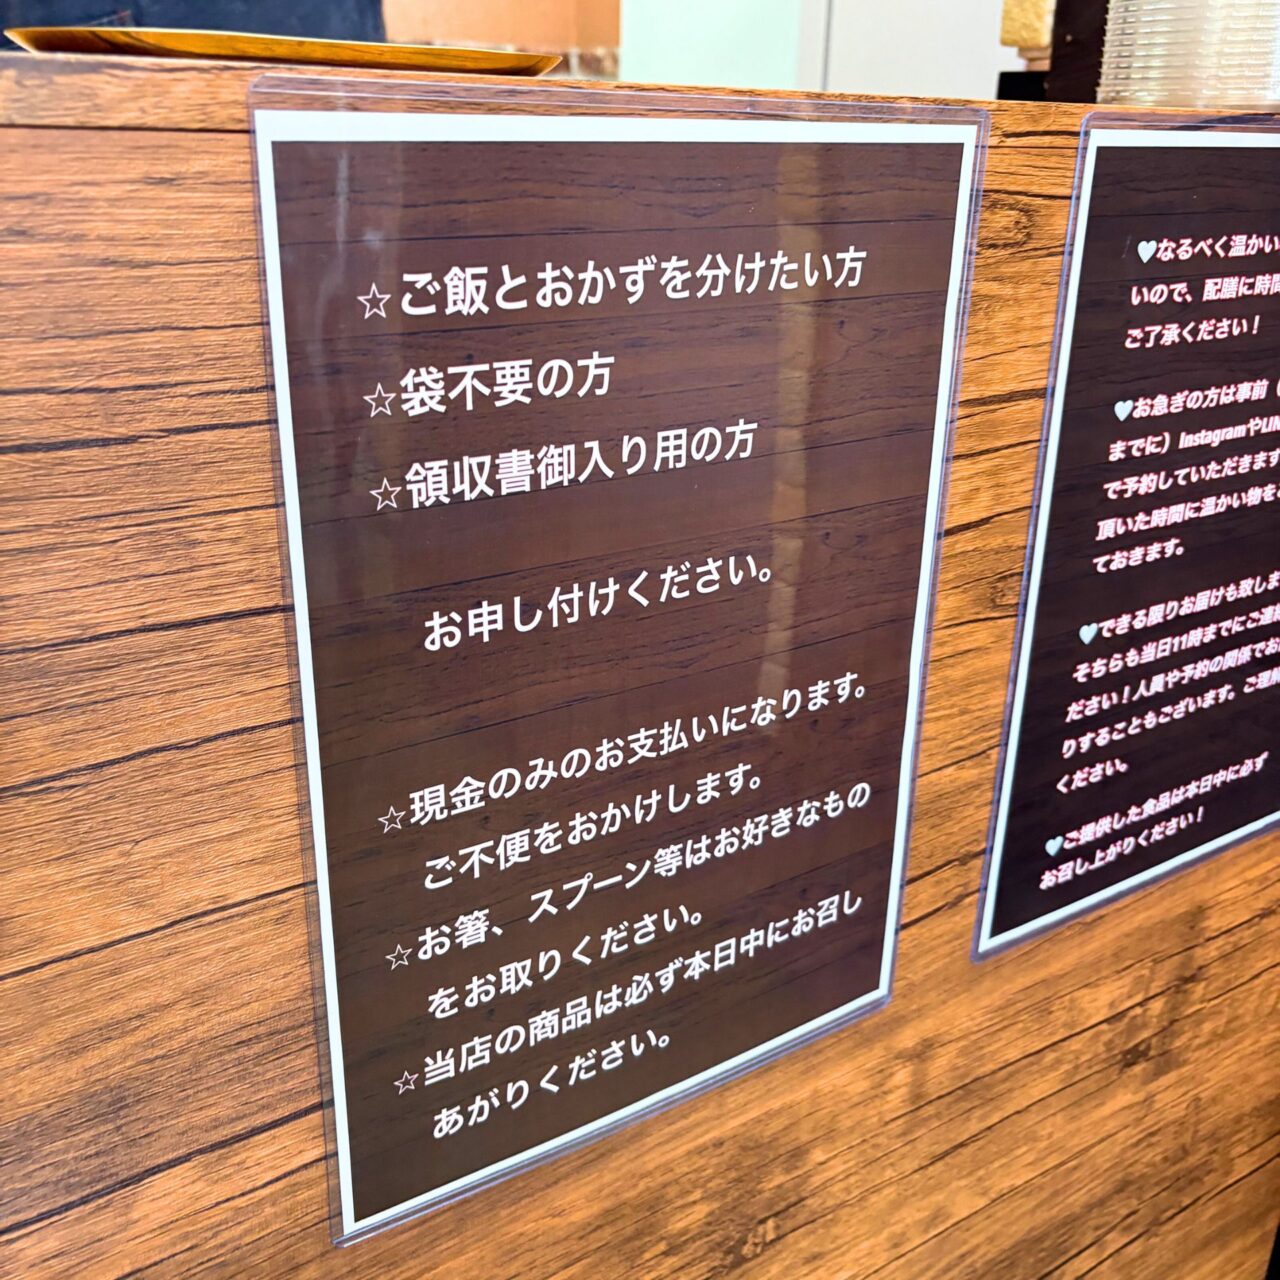 ☆ご飯とおかずを分けたい方
☆袋不要の方
☆領収書御入り用の方
お申し付けください。
☆現金のみのお支払いになります。
ご不便をおかけします。
☆お箸、スプーン等はお好きなもの
をお取りください。
☆当店の商品は必ず本日中にお召し
あがりください。
🤍なるべく温かい
いので、配膳に時間
ご了承ください！
🤍お急ぎの方は事前（
までに）InstagramやLIN
で予約していただきます
頂いた時間に温かい物を
ておきます。
🤍できる限りお届けも致しま
そちらも当日11時までにご連絡
ださい！人員や予約の関係でお
りすることもございます。ご理解
ください。
🤍ご提供した食品は本日中に必ず
お召し上がりください！